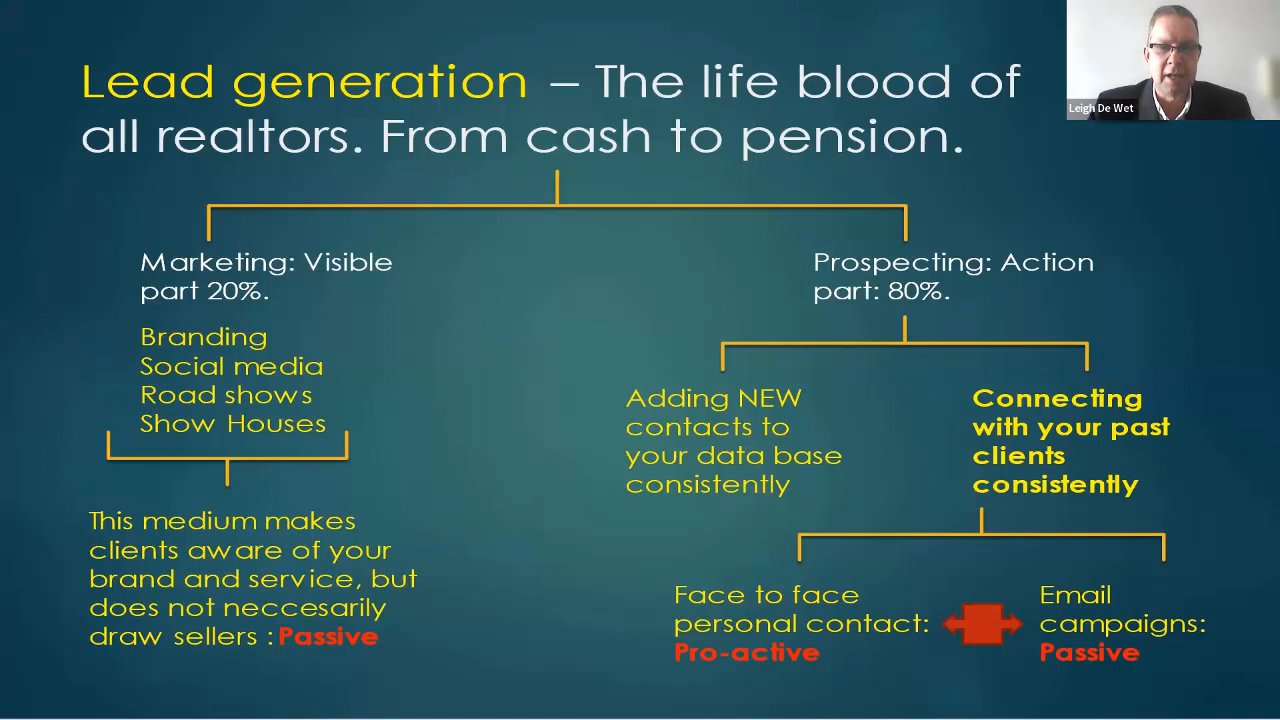 Lead generation – The life blood of
all realtors. From cash to pension.
Leigh De Wet
Marketing: Visible
part 20%.
Branding
Social media
Road shows
Show Houses
This medium makes
clients aware of your
brand and service, but
does not neccesarily
draw sellers : Passive
Prospecting: Action
part: 80%.
Adding NEW
contacts to
your data base
consistently
Connecting
with your past
clients
consistently
Face to face
personal contact:
Pro-active
Email
campaigns:
Passive